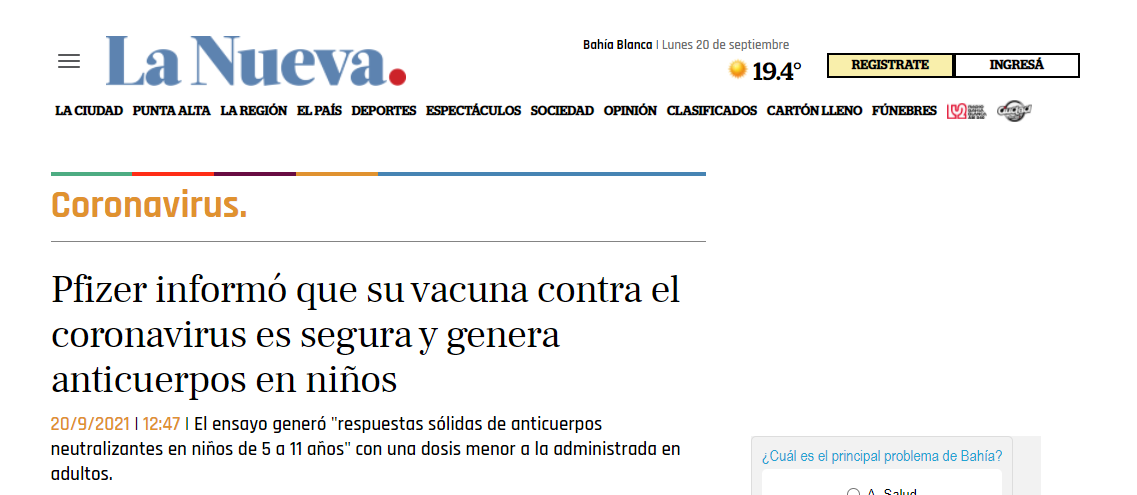 La Nueva.
Bahía Blanca | Lunes 20 de septiembre
19.4°
REGISTRATE
INGRESÁ
LA CIUDAD PUNTA ALTA LA REGIÓN EL PAÍS DEPORTES ESPECTÁCULOS SOCIEDAD OPINIÓN CLASIFICADOS CARTÓN LLENO FÚNEBRES
Coronavirus.
Pfizer informó que su vacuna contra el
coronavirus es segura y genera
anticuerpos en niños
20/9/2021 | 12:47 | El ensayo generó "respuestas sólidas de anticuerpos
neutralizantes en niños de 5 a 11 años" con una dosis menor a la administrada en
adultos.
¿Cuál es el principal problema de Bahía?
A. Salud